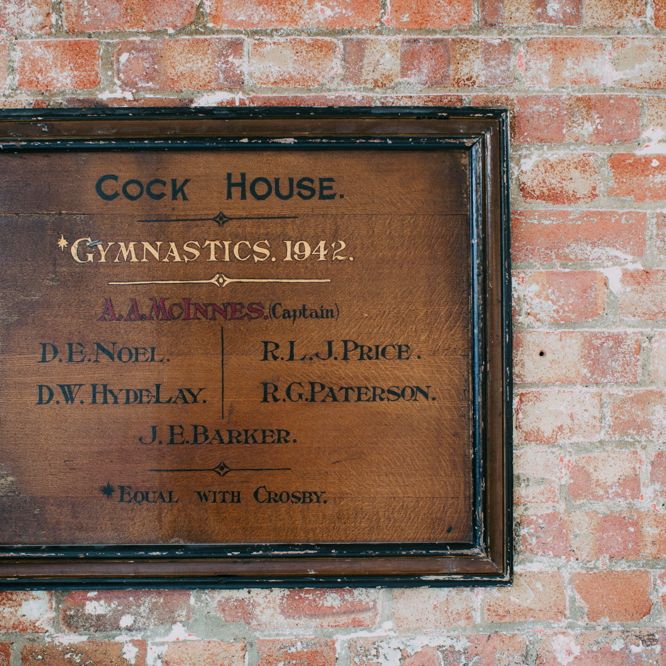 COCK HOUSE.
*GYMNASTICS. 1942.
A.A.MCINNES.(Captain)
D.E.NOEL. R.L.J.PRICE.
D.W.HYDE-LAY. R.G.PATERSON.
J.E.BARKER.
*EQUAL WITH CROSBY.